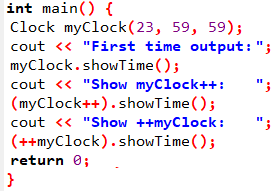 int main() {
Clock myClock(23, 59, 59);
cout << "First time output:";
myClock.showTime();
cout << "Show myClock++:    ";
(myClock++).showTime();
cout << "Show ++myClock:    ";
(++myClock).showTime();
return 0;
}